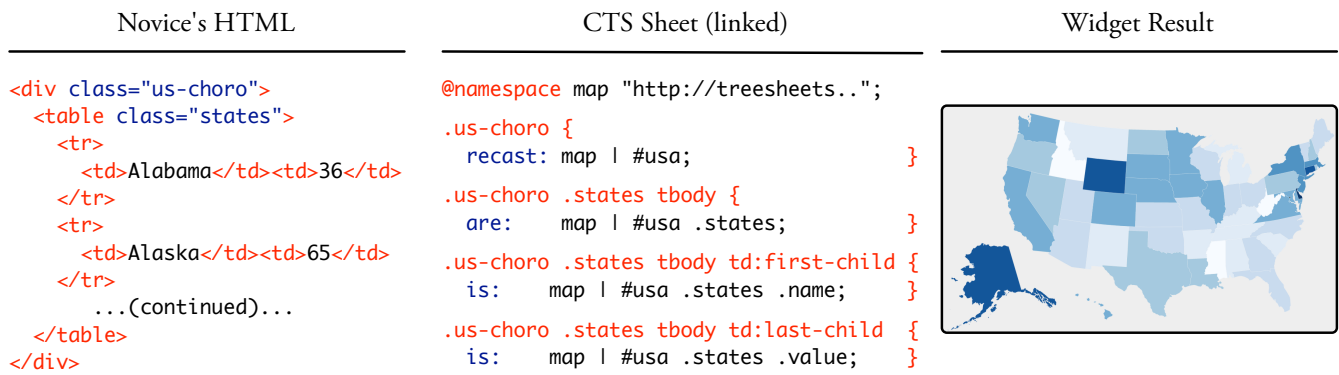 Novice's HTML
<div class="us-choro">
<table class="states">
<tr>
<td>Alabama</td><td>36</td>
</tr>
<tr>
<td>Alaska</td><td>65</td>
</tr>
...(continued)...
</table>
</div>
CTS Sheet (linked)
@namespace map "http://treesheets..";
.us-choro {
recast: map | #usa; }
.us-choro .states tbody {
are: map | #usa .states; }
.us-choro .states tbody td:first-child {
is: map | #usa .states .name; }
.us-choro .states tbody td:last-child {
is: map | #usa .states .value; }
Widget Result